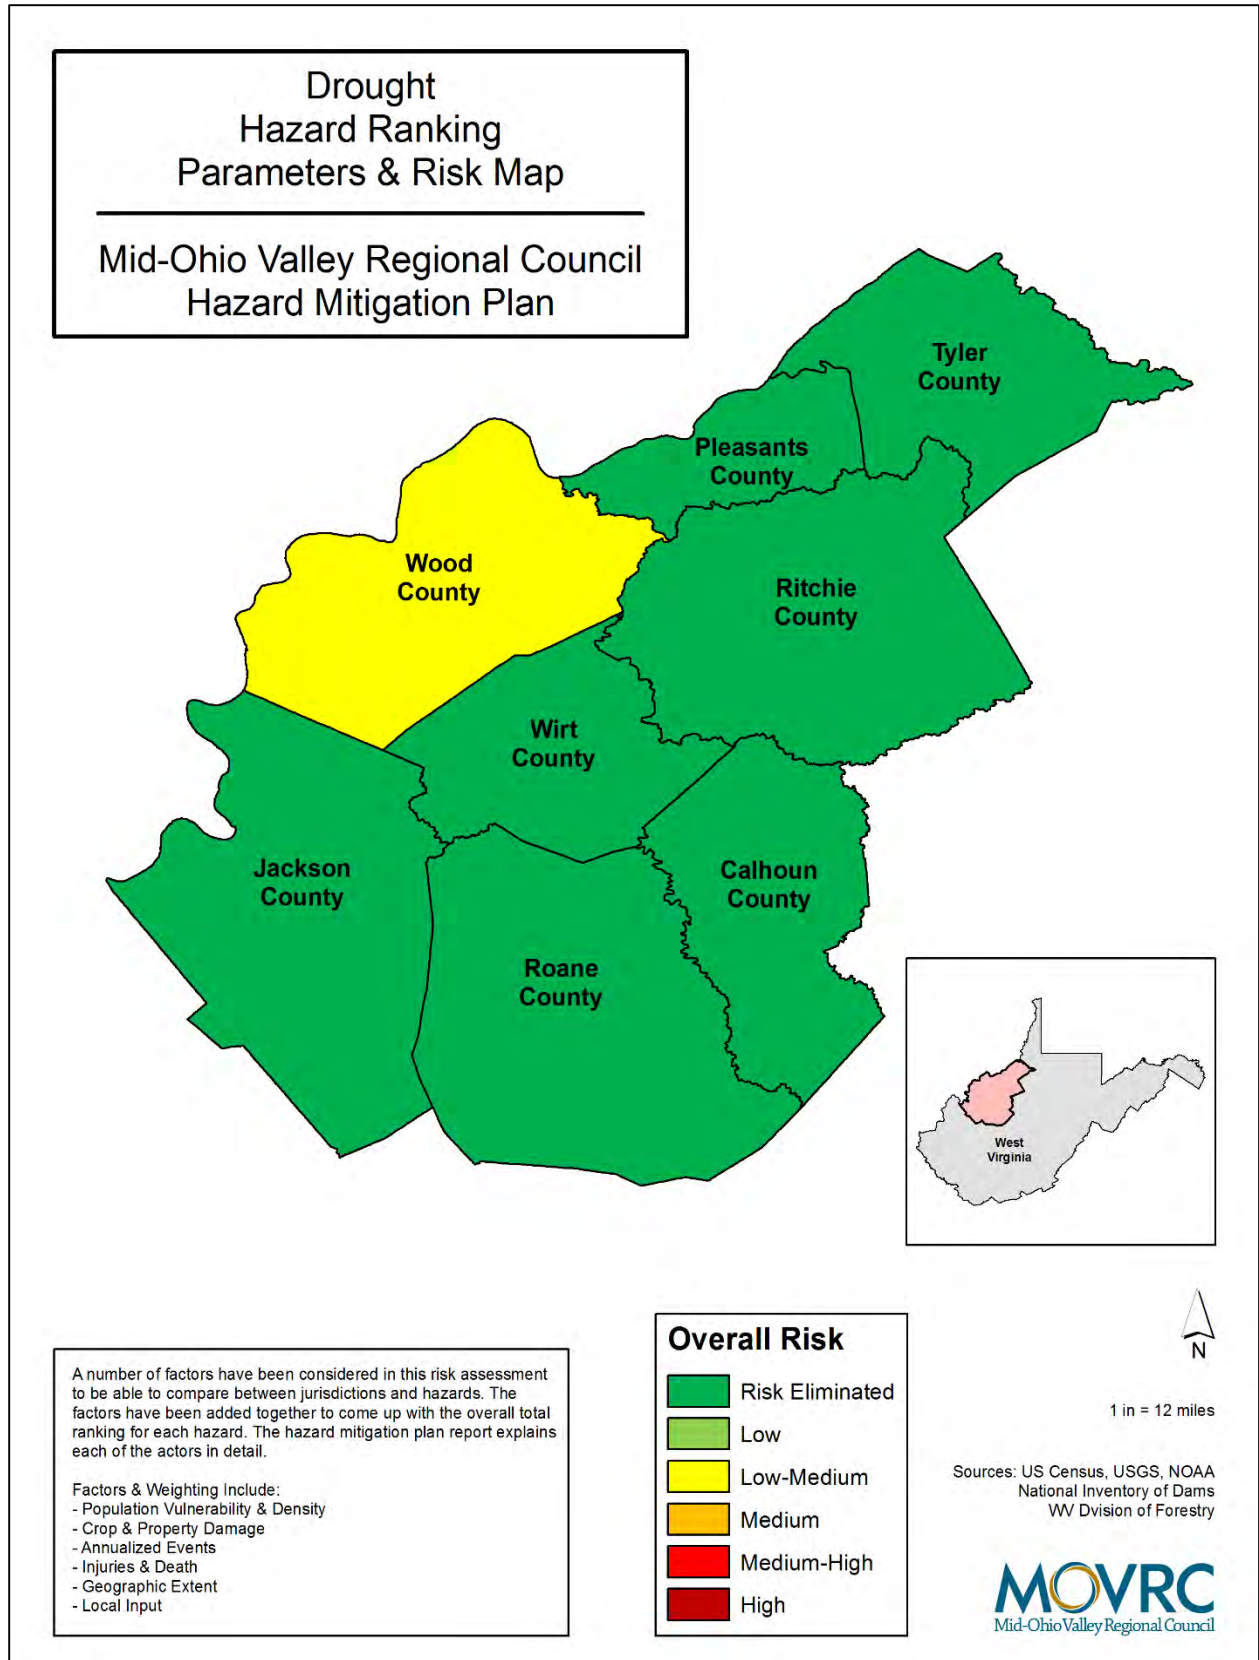 Drought
Hazard Ranking
Parameters & Risk Map
Mid-Ohio Valley Regional Council
Hazard Mitigation Plan
Tyler
County
Pleasants
County
Wood
County
Ritchie
County
Wirt
County
Jackson
County
Calhoun
County
Roane
County
West
Virginia
A number of factors have been considered in this risk assessment
to be able to compare between jurisdictions and hazards. The
factors have been added together to come up with the overall total
ranking for each hazard. The hazard mitigation plan report explains
each of the actors in detail.
Factors & Weighting Include:
- Population Vulnerability & Density
- Crop & Property Damage
- Annualized Events
- Injuries & Death
- Geographic Extent
- Local Input
Overall Risk
Risk Eliminated
Low
Low-Medium
Medium
Medium-High
High
N
1 in = 12 miles
Sources: US Census, USGS, NOAA
National Inventory of Dams
WV Division of Forestry
MOVRC
Mid-Ohio Valley Regional Council